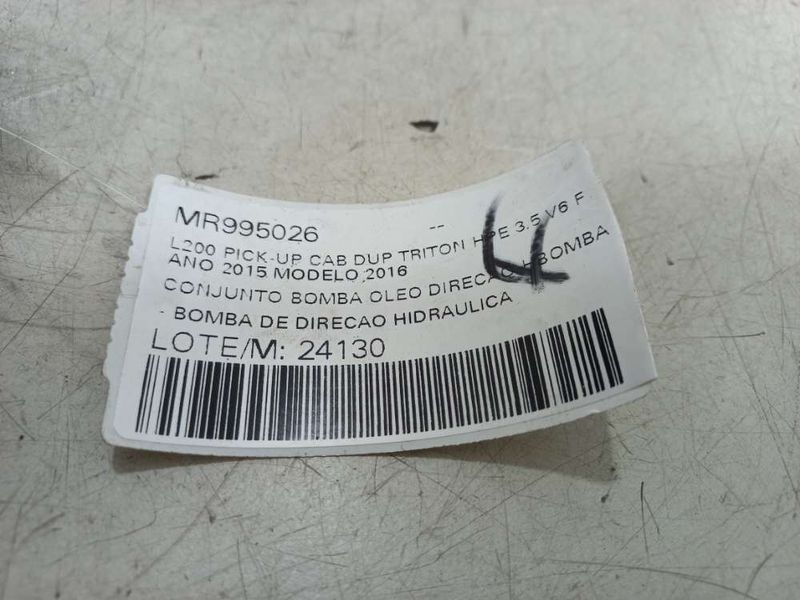 MR995026 --
L200 PICK-UP CAB DUP TRITON HPE 3.5 V6 F
ANO 2015 MODELO 2016
CONJUNTO BOMBA OLEO DIRECAO H BOMBA
- BOMBA DE DIRECAO HIDRAULICA
LOTE/M: 24130